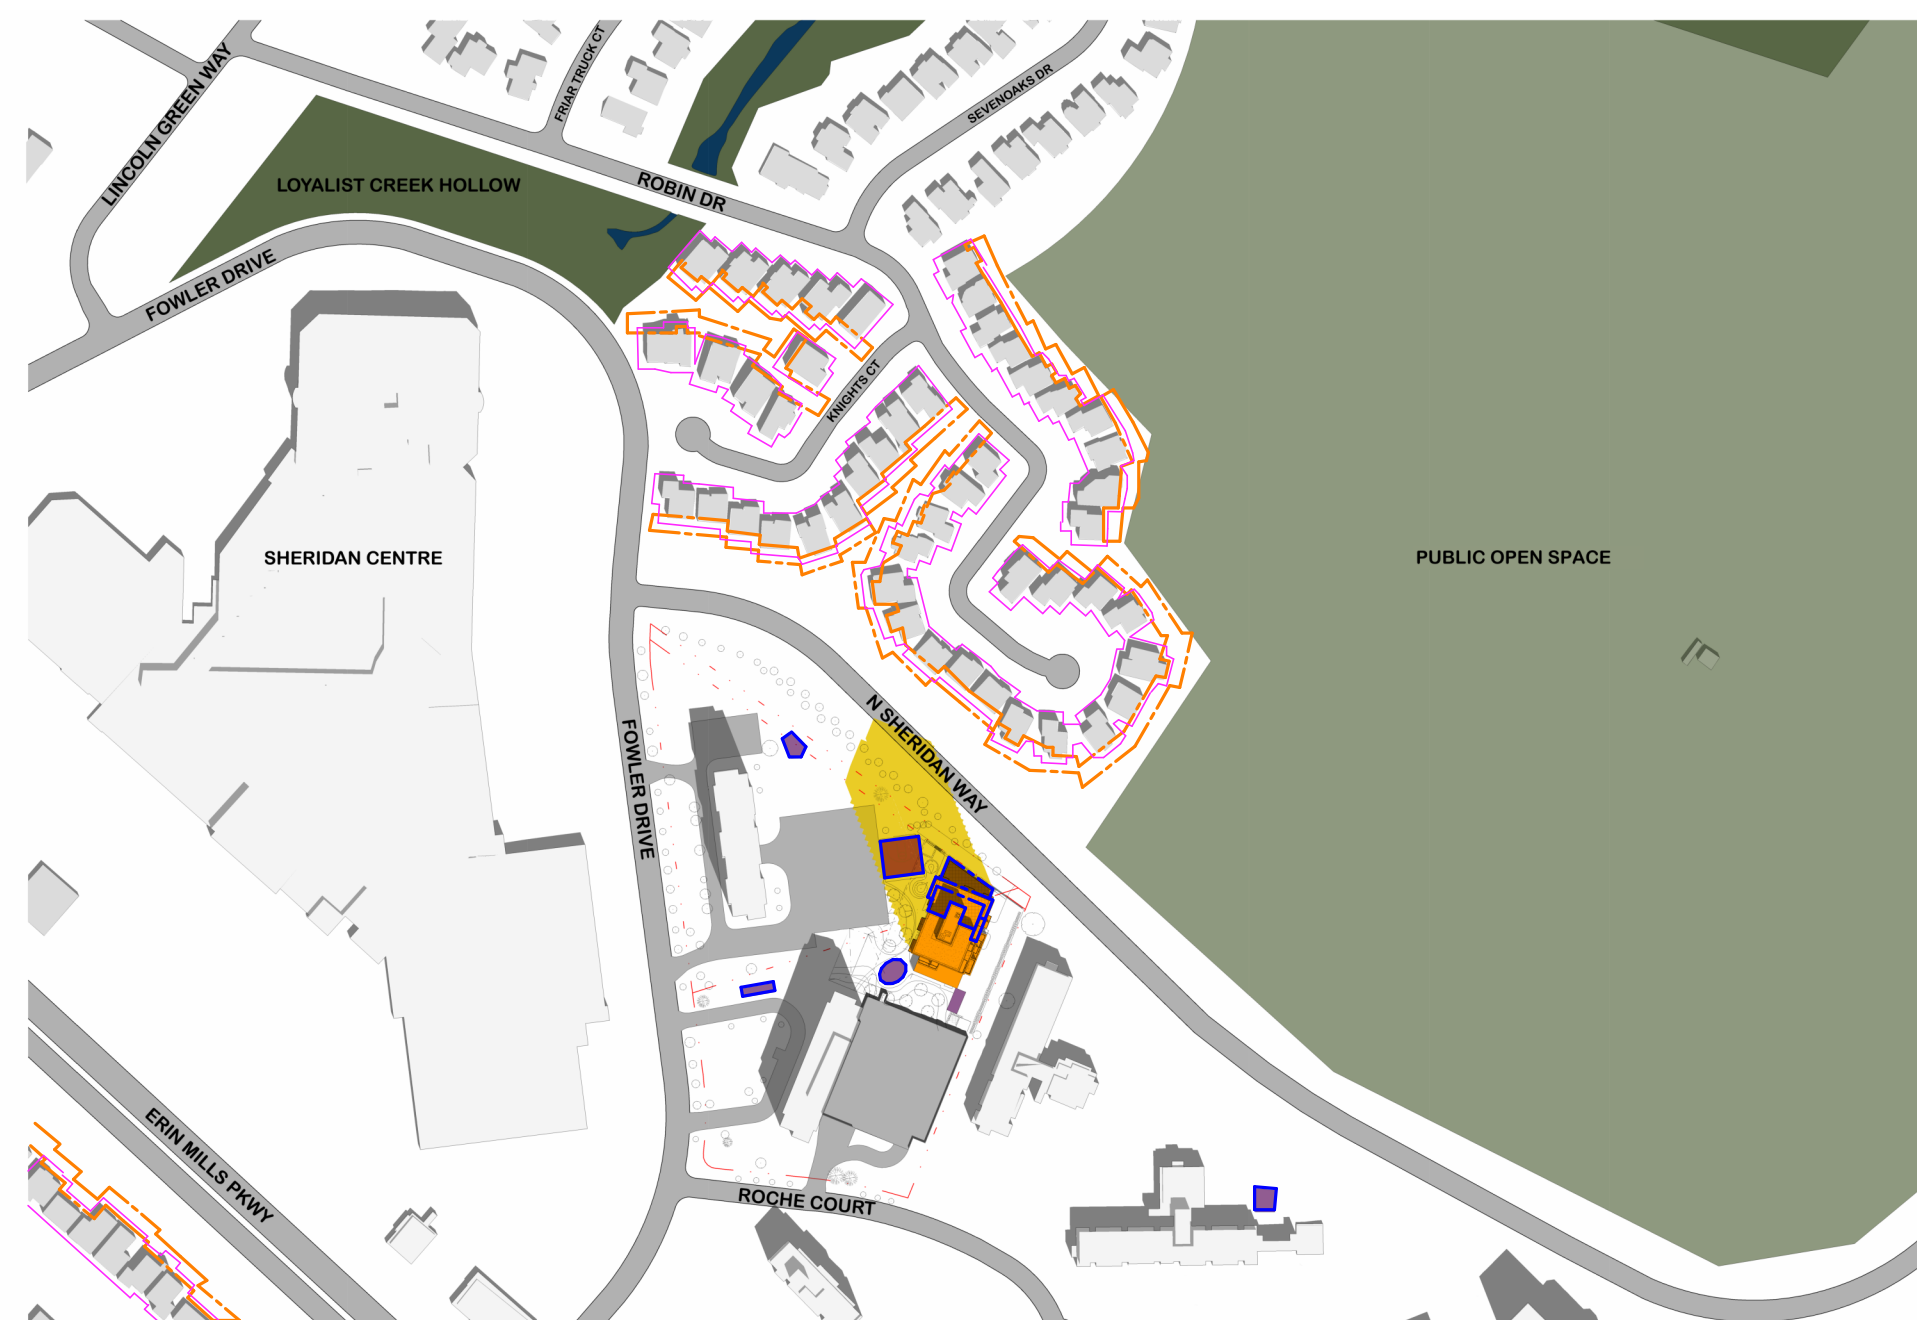 LINCOLN GREEN WAY
FRIAR TRUCK CT
SEVENOAKS DR
LOYALIST CREEK HOLLOW
ROBIN DR
FOWLER DRIVE
KNIGHTS CT
SHERIDAN CENTRE
PUBLIC OPEN SPACE
N SHERIDAN WAY
FOWLER DRIVE
ERIN MILLS PKWY
ROCHE COURT